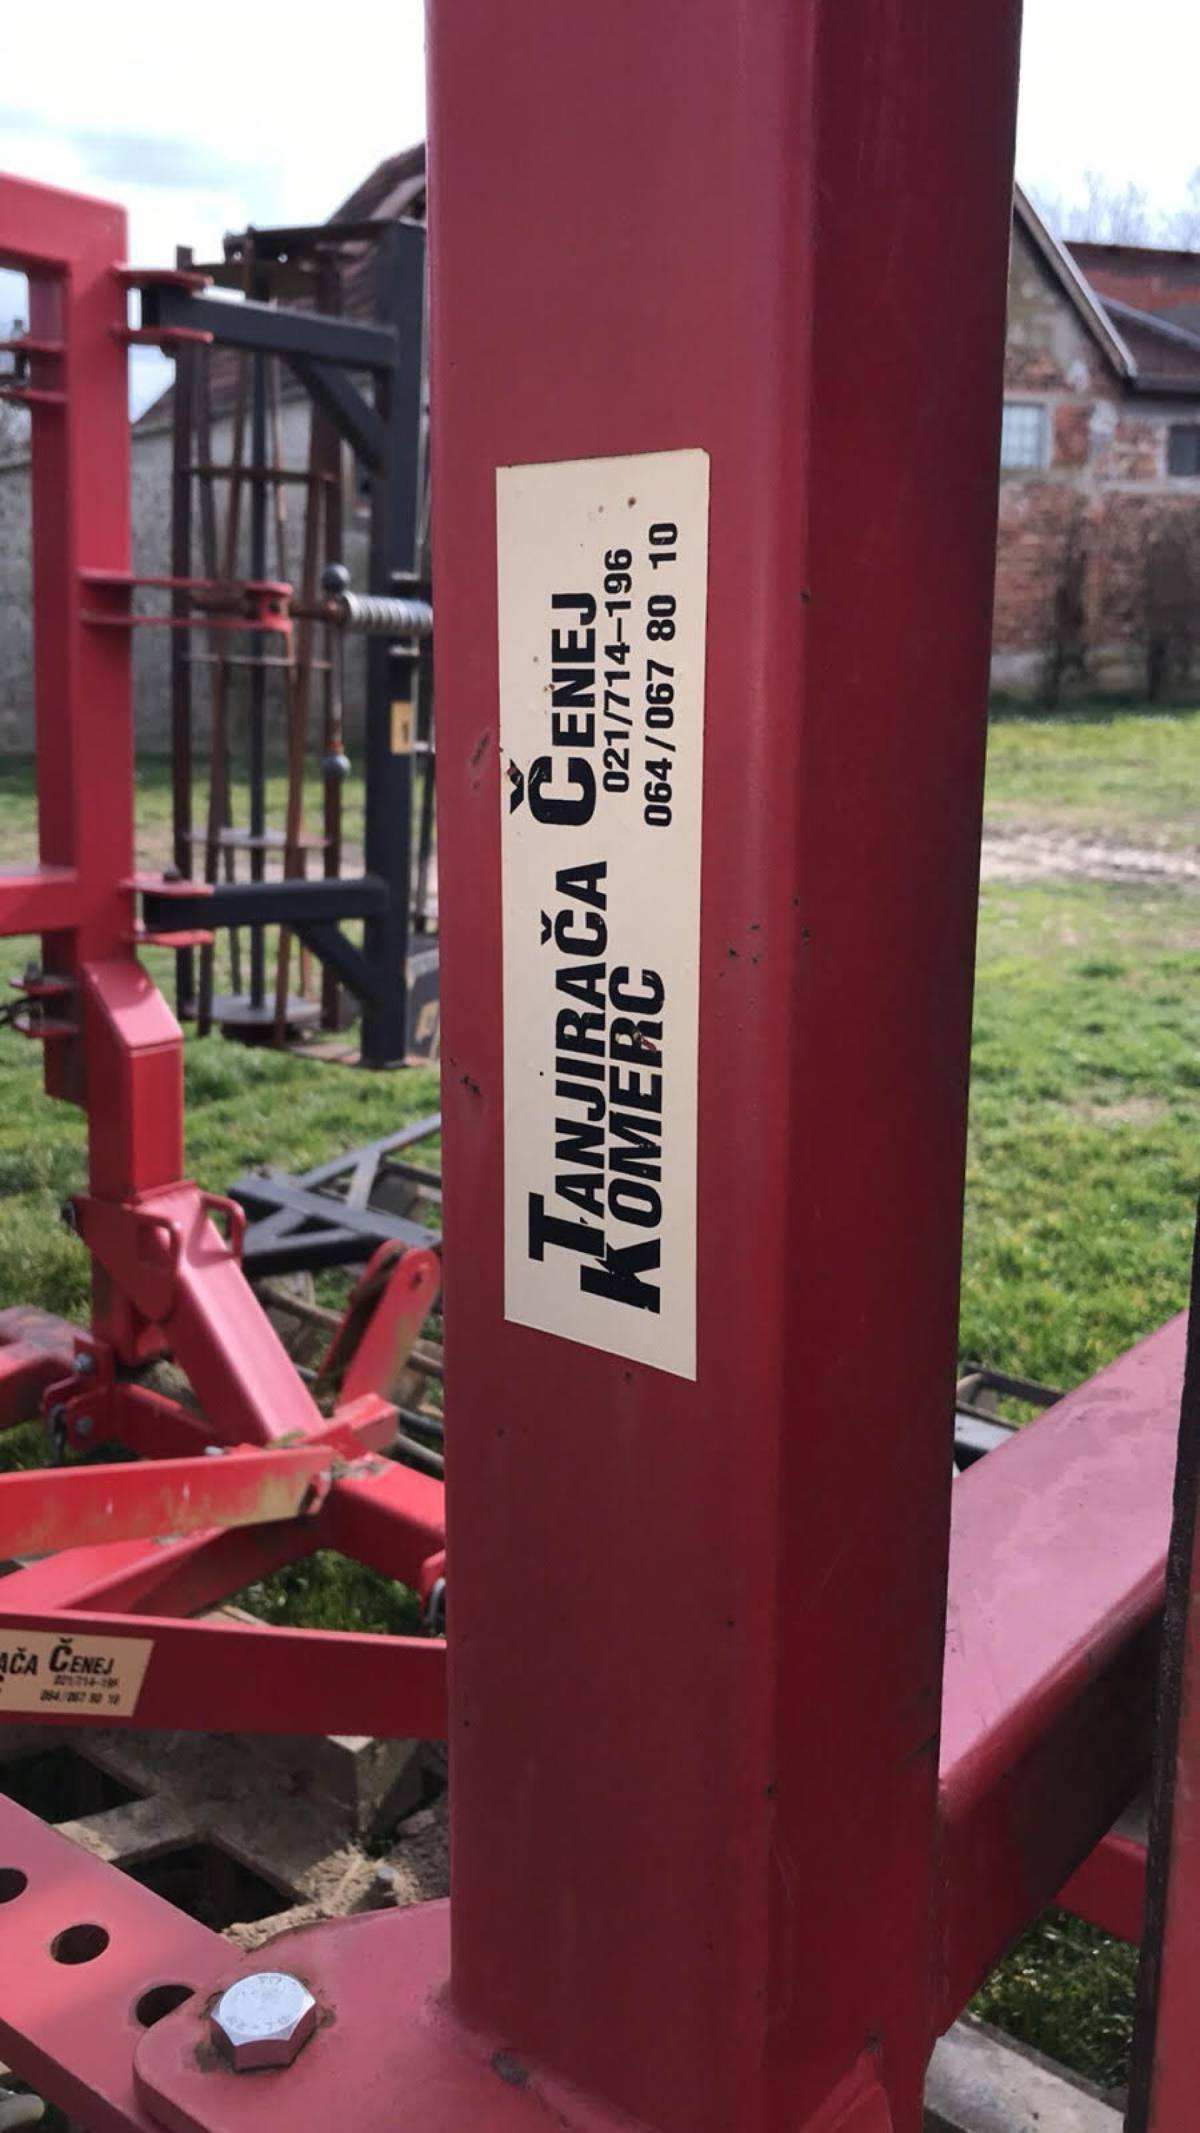 TANJIRAČA ČENEJ
KOMERC 021/714-196
064/067 80 10
AČA ČENEJ
021/714-196
064/067 80 10
1